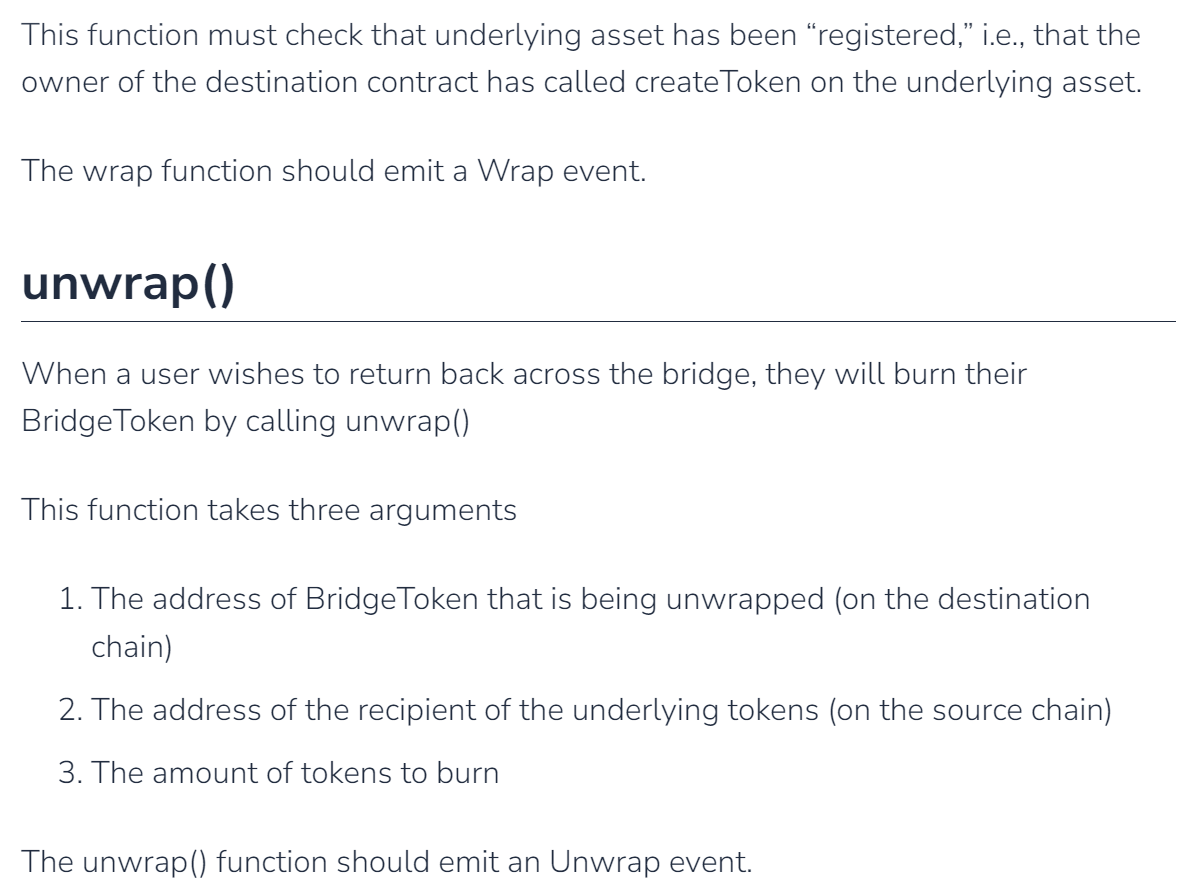 This function must check that underlying asset has been “registered,” i.e., that the
owner of the destination contract has called createToken on the underlying asset.
The wrap function should emit a Wrap event.
unwrap()
When a user wishes to return back across the bridge, they will burn their
BridgeToken by calling unwrap()
This function takes three arguments
1. The address of BridgeToken that is being unwrapped (on the destination
chain)
2. The address of the recipient of the underlying tokens (on the source chain)
3. The amount of tokens to burn
The unwrap() function should emit an Unwrap event.